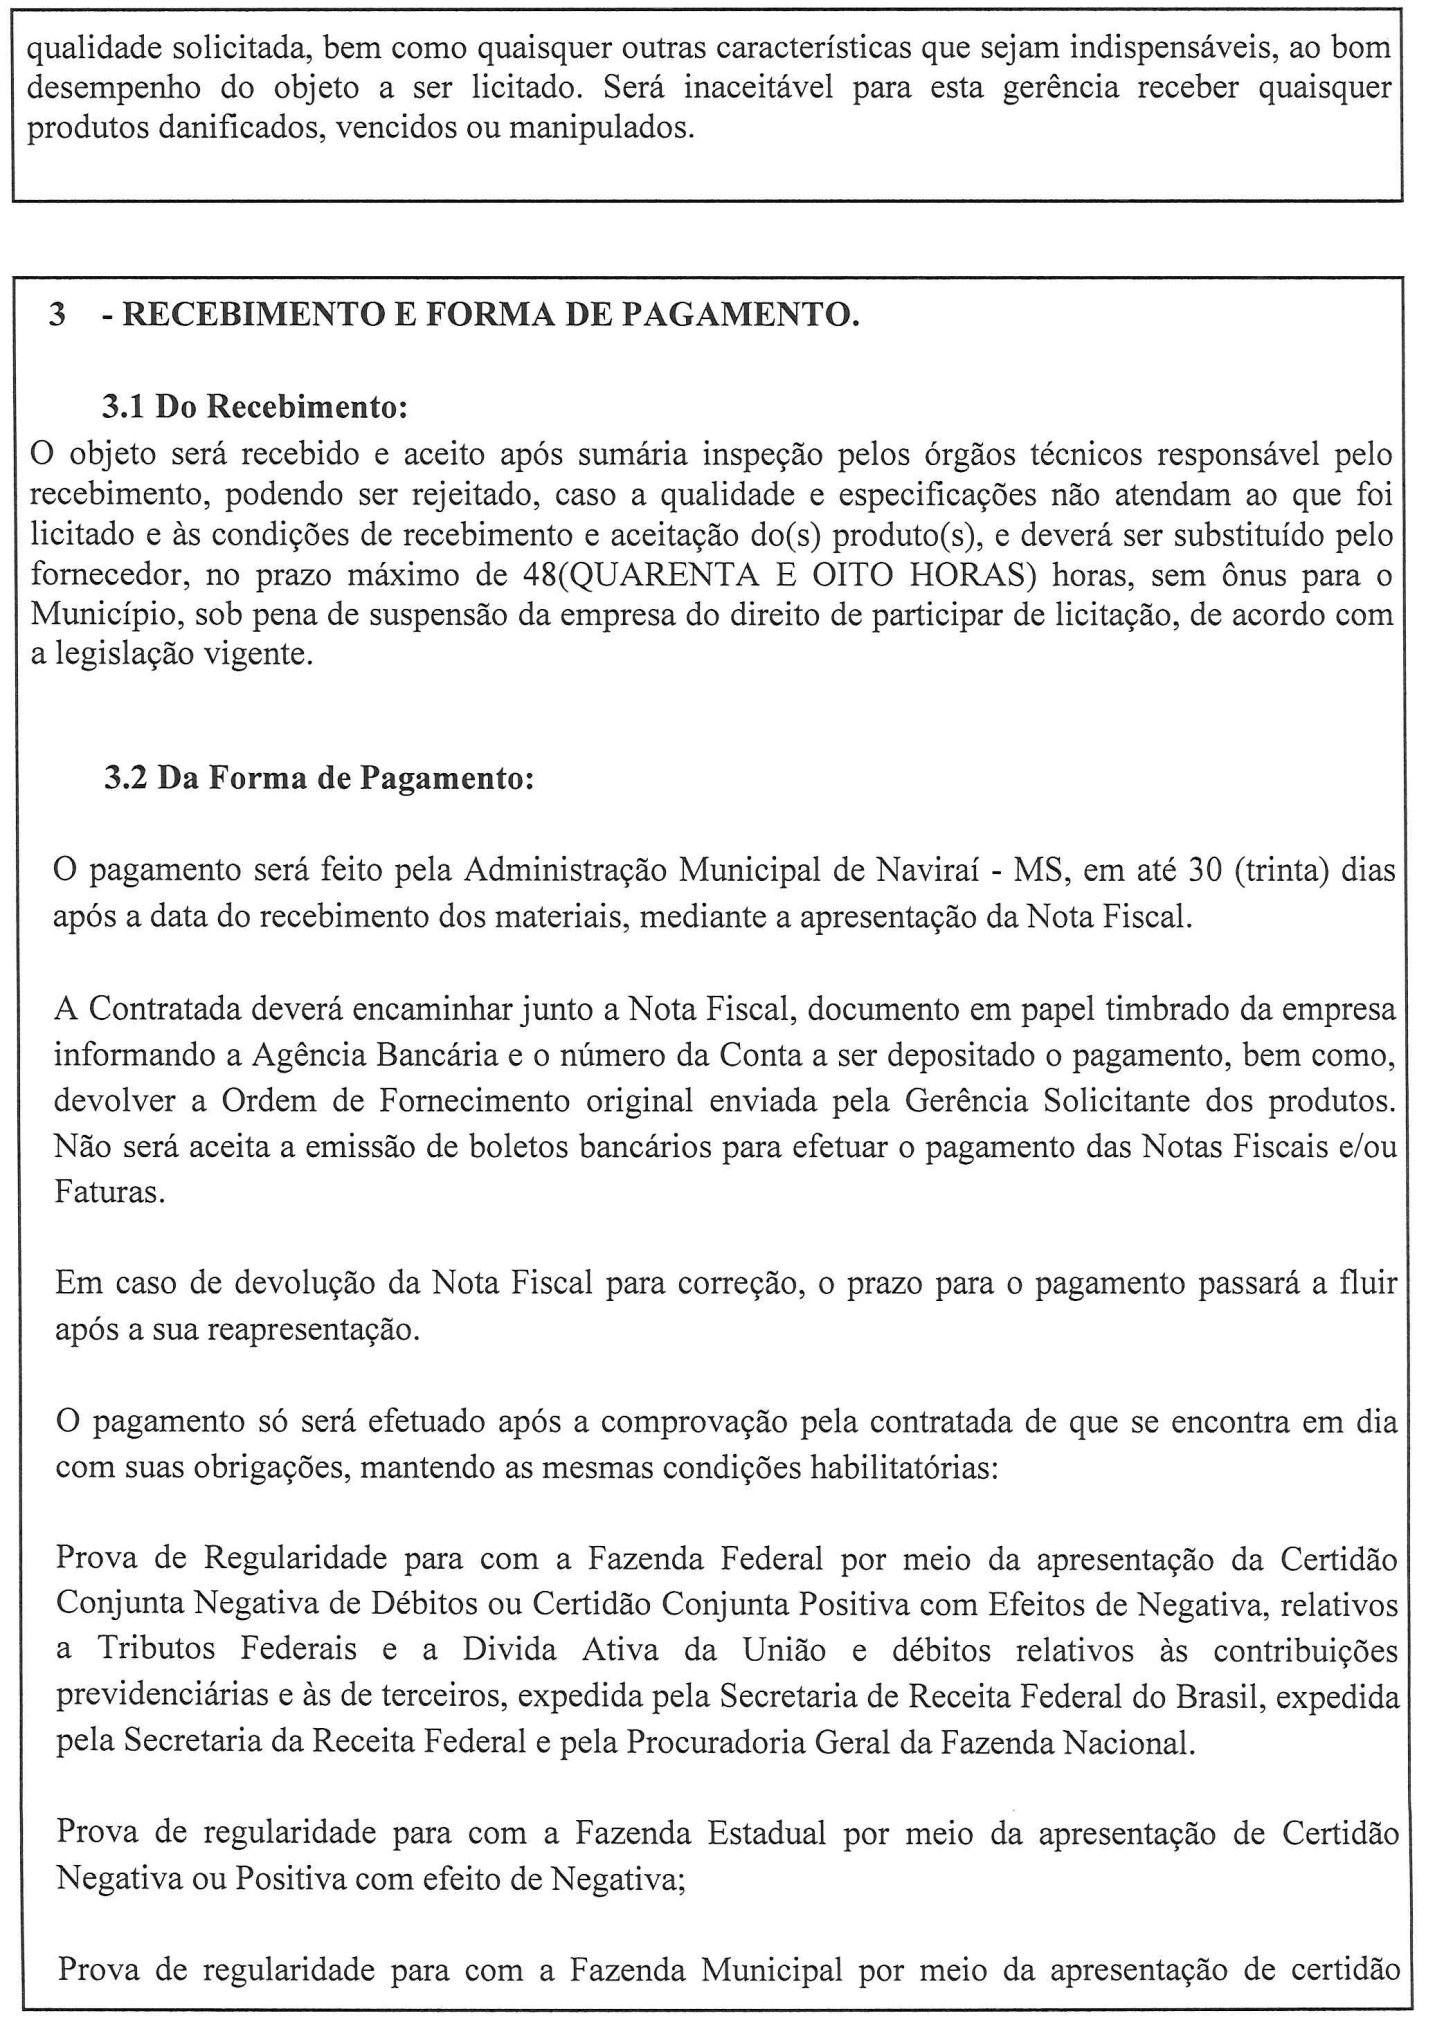 qualidade solicitada, bem como quaisquer outras características que sejam indispensáveis, ao bom
desempenho do objeto a ser licitado. Será inaceitável para esta gerência receber quaisquer
produtos danificados, vencidos ou manipulados.
3 - RECEBIMENTO E FORMA DE PAGAMENTO.
3.1 Do Recebimento:
O objeto será recebido e aceito após sumária inspeção pelos órgãos técnicos responsável pelo
recebimento, podendo ser rejeitado, caso a qualidade e especificações não atendam ao que foi
licitado e às condições de recebimento e aceitação do(s) produto(s), e deverá ser substituído pelo
fornecedor, no prazo máximo de 48(QUARENTA E OITO HORAS) horas, sem ônus para o
Município, sob pena de suspensão da empresa do direito de participar de licitação, de acordo com
a legislação vigente.
3.2 Da Forma de Pagamento:
O pagamento será feito pela Administração Municipal de Naviraí - MS, em até 30 (trinta) dias
após a data do recebimento dos materiais, mediante a apresentação da Nota Fiscal.
A Contratada deverá encaminhar junto a Nota Fiscal, documento em papel timbrado da empresa
informando a Agência Bancária e o número da Conta a ser depositado o pagamento, bem como,
devolver a Ordem de Fornecimento original enviada pela Gerência Solicitante dos produtos.
Não será aceita a emissão de boletos bancários para efetuar o pagamento das Notas Fiscais e/ou
Faturas.
Em caso de devolução da Nota Fiscal para correção, o prazo para o pagamento passará a fluir
após a sua reapresentação.
O pagamento só será efetuado após a comprovação pela contratada de que se encontra em dia
com suas obrigações, mantendo as mesmas condições habilitatórias:
Prova de Regularidade para com a Fazenda Federal por meio da apresentação da Certidão
Conjunta Negativa de Débitos ou Certidão Conjunta Positiva com Efeitos de Negativa, relativos
a Tributos Federais e a Divida Ativa da União e débitos relativos às contribuições
previdenciárias e às de terceiros, expedida pela Secretaria de Receita Federal do Brasil, expedida
pela Secretaria da Receita Federal e pela Procuradoria Geral da Fazenda Nacional.
Prova de regularidade para com a Fazenda Estadual por meio da apresentação de Certidão
Negativa ou Positiva com efeito de Negativa;
Prova de regularidade para com a Fazenda Municipal por meio da apresentação de certidão